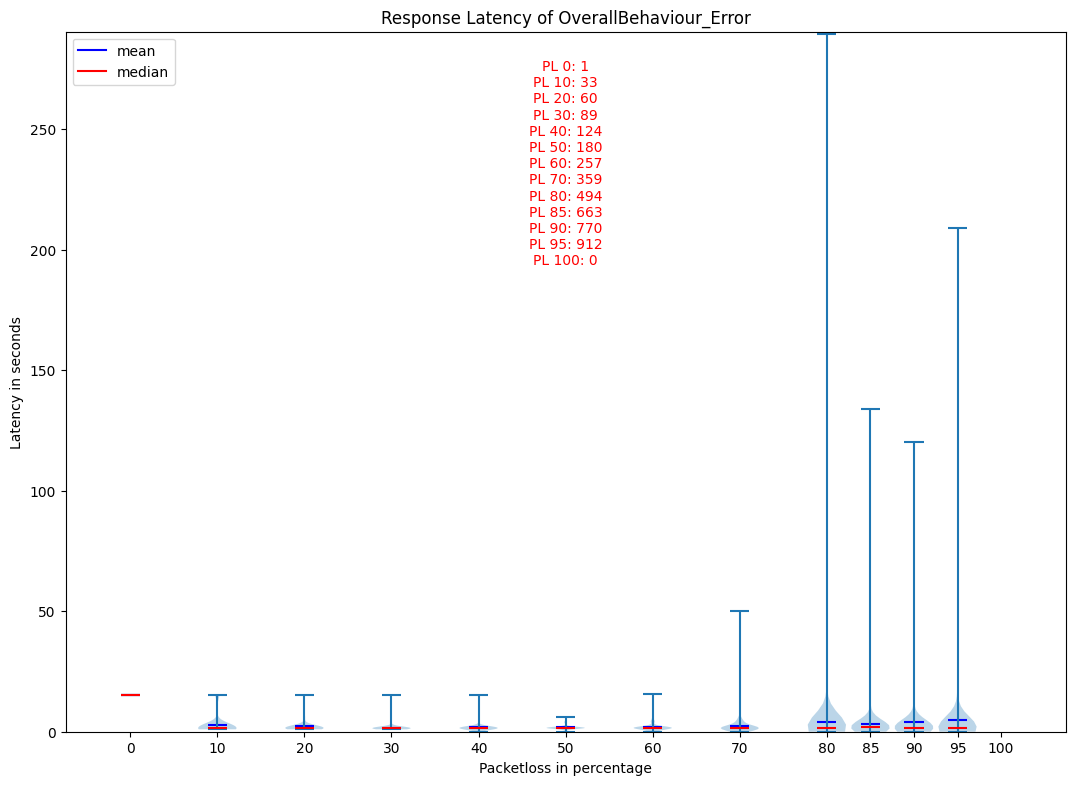 Response Latency of OverallBehaviour_Error
mean
median
PL 0: 1
PL 10: 33
PL 20: 60
PL 30: 89
PL 40: 124
PL 50: 180
PL 60: 257
PL 70: 359
PL 80: 494
PL 85: 663
PL 90: 770
PL 95: 912
PL 100: 0
Latency in seconds
250
200
150
100
50
0
0 10 20 30 40 50 60 70 80 85 90 95 100
Packetloss in percentage